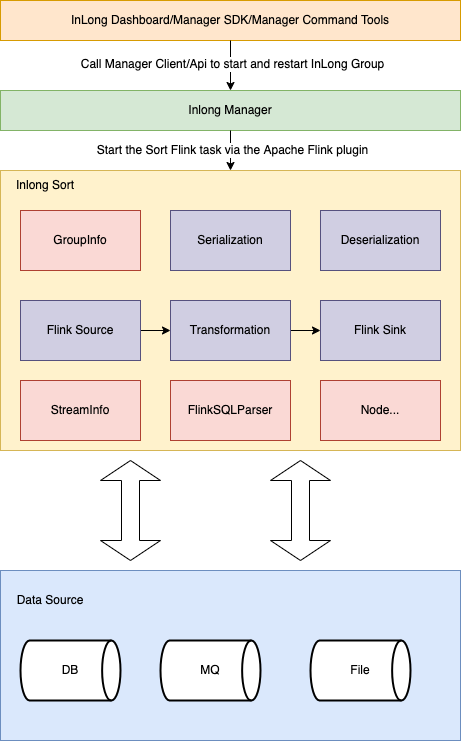 InLong Dashboard/Manager SDK/Manager Command Tools
Call Manager Client/Api to start and restart InLong Group
Inlong Manager
Start the Sort Flink task via the Apache Flink plugin
Inlong Sort
GroupInfo
Serialization
Deserialization
Flink Source
Transformation
Flink Sink
StreamInfo
FlinkSQLParser
Node...
Data Source
DB
MQ
File